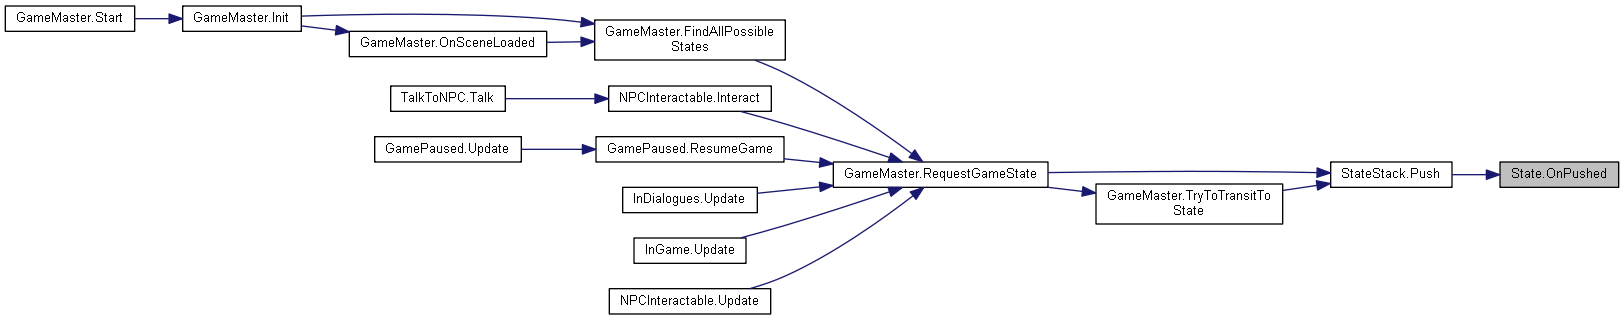 GameMaster.Start
GameMaster.Init
GameMaster.OnSceneLoaded
GameMaster.FindAllPossible
States
TalkToNPC.Talk
NPCInteractable.Interact
GamePaused.Update
GamePaused.ResumeGame
InDialogues.Update
InGame.Update
NPCInteractable.Update
GameMaster.RequestGameState
GameMaster.TryToTransitTo
State
StateStack.Push
State.OnPushed